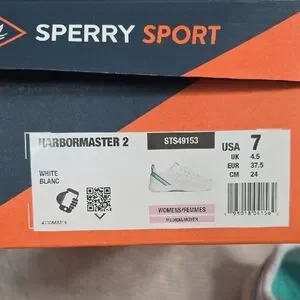 SPERRY SPORT
HARBORMASTER 2
STS49153
WHITE
BLANC
USA 7
UK 4.5
EUR 37.5
CM 24
WOMENS/FEMMES